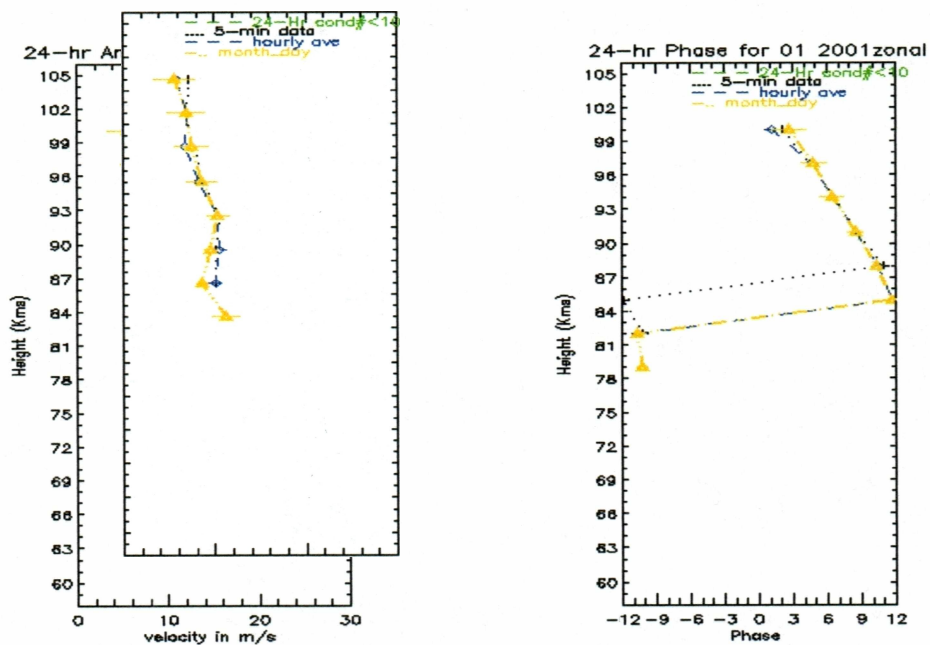 24-Hr cond#<10
5-min data
hourly ave
month_day
24-hr Am
105
102
99
96
93
90
87
84
81
78
75
72
69
66
63
60
Height (Kms)
0 10 20 30
velocity in m/s
24-hr Phase for 01 2001zonal
24-Hr cond#<10
5-min data
hourly ave
month_day
105
102
99
96
93
90
87
84
81
78
75
72
69
66
63
60
Height (Kms)
-12 -9 -6 -3 0 3 6 9 12
Phase